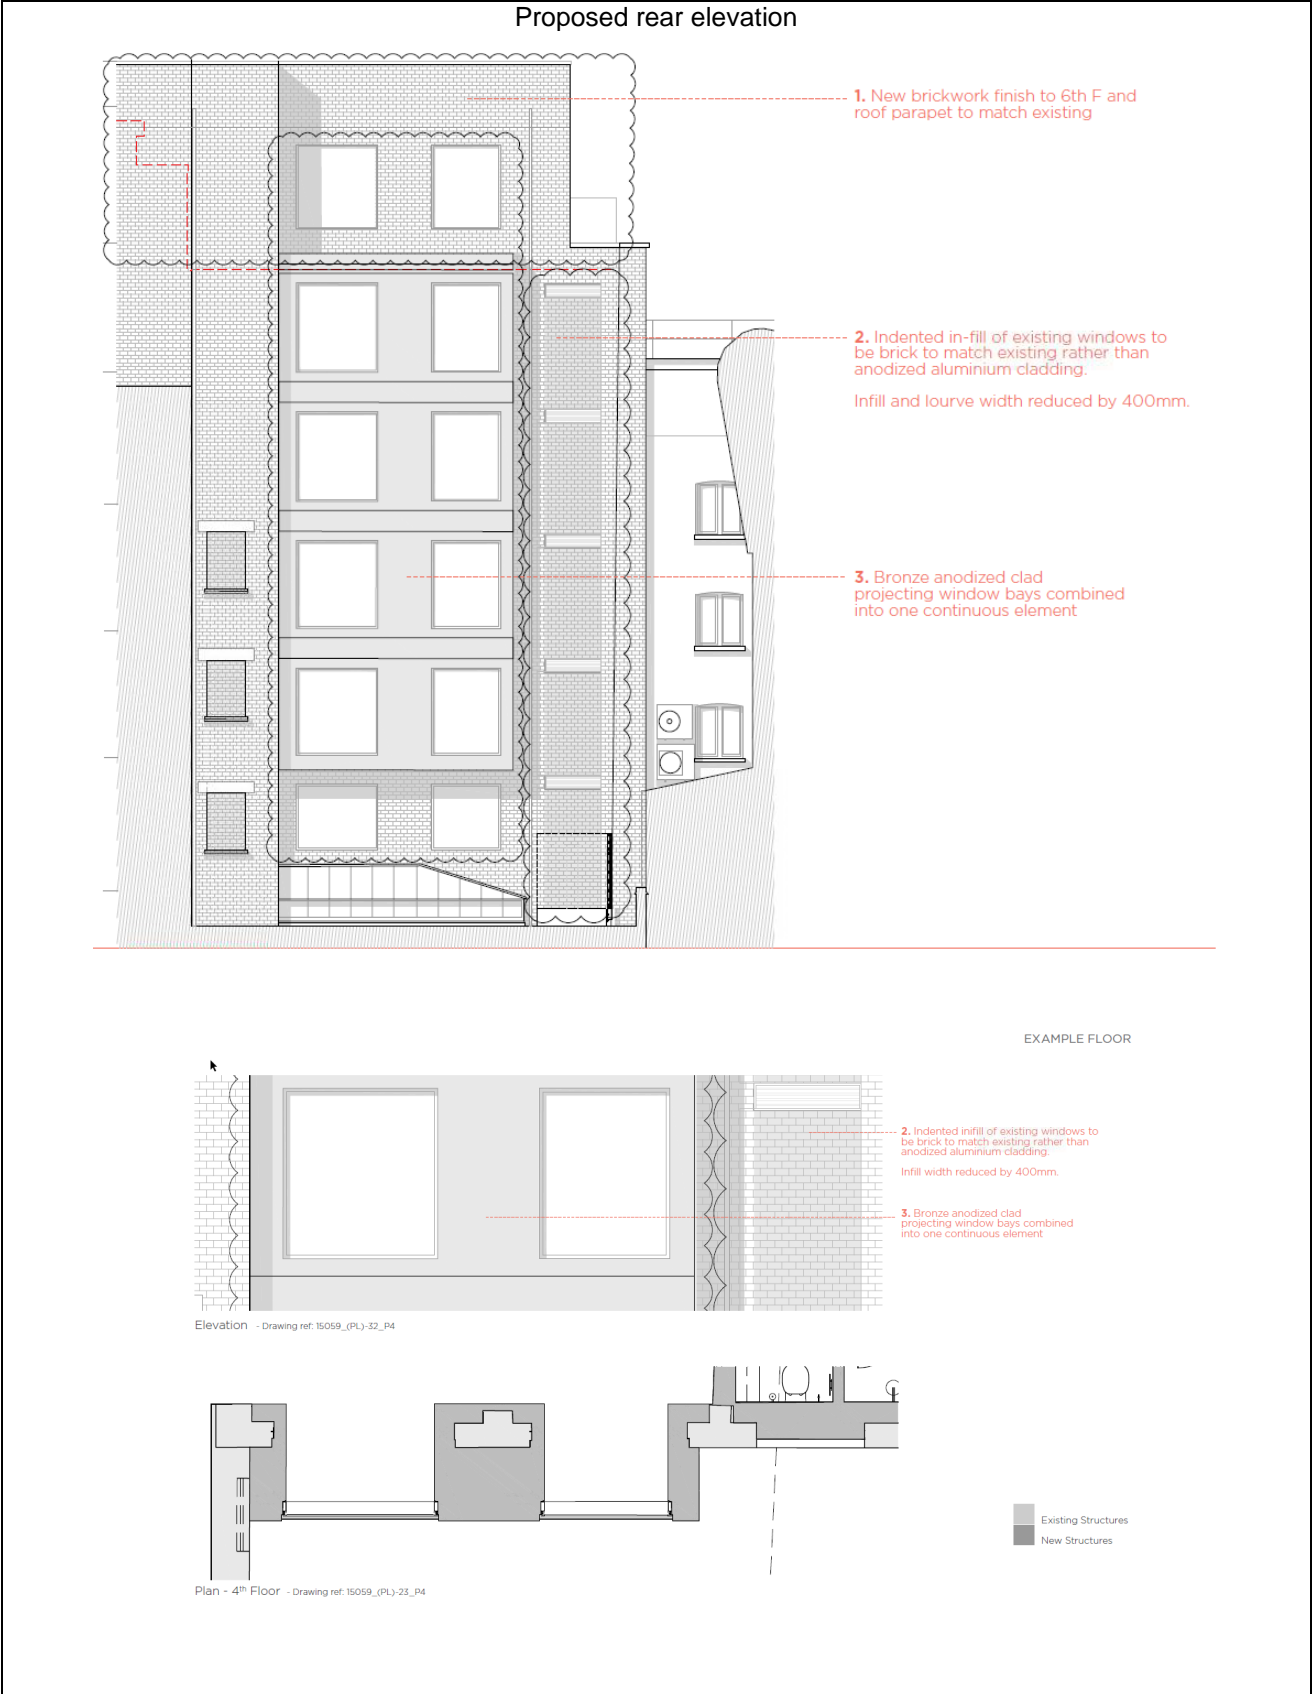 Proposed rear elevation
1. New brickwork finish to 6th F and
roof parapet to match existing
2. Indented in-fill of existing windows to
be brick to match existing rather than
anodized aluminium cladding.
Infill and lourve width reduced by 400mm.
3. Bronze anodized clad
projecting window bays combined
into one continuous element
EXAMPLE FLOOR
2. Indented inifill of existing windows to
be brick to match existing rather than
anodized aluminium cladding.
Infill width reduced by 400mm.
3. Bronze anodized clad
projecting window bays combined
into one continuous element
Elevation - Drawing ref: 15059_(PL)-32_P4
Existing Structures
New Structures
Plan - 4th Floor - Drawing ref: 15059_(PL)-23_P4